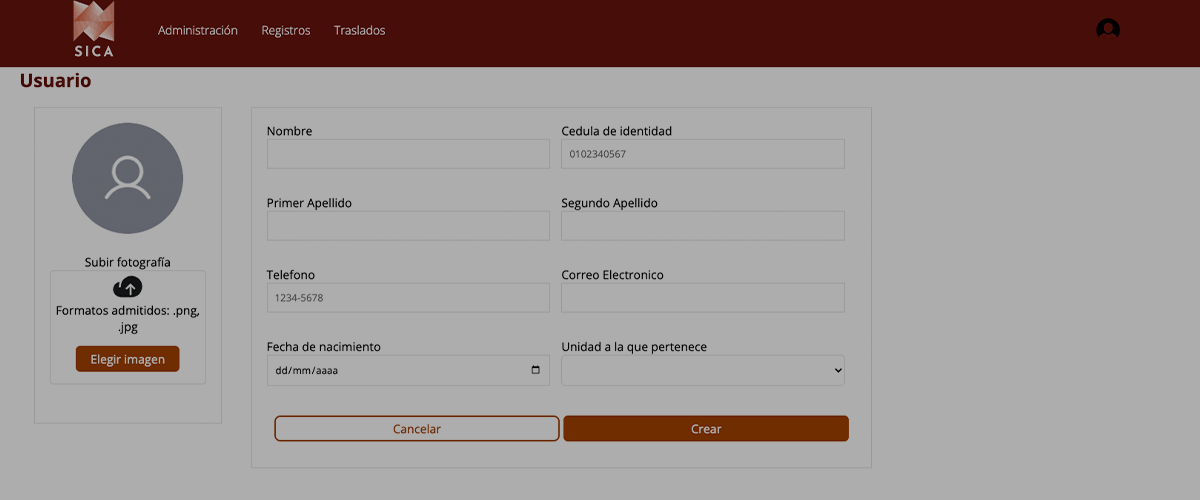 SICA
Administración Registros Traslados
Usuario
Subir fotografía
Formatos admitidos: .png,
.jpg
Elegir imagen
Nombre Cedula de identidad
0102340567
Primer Apellido Segundo Apellido
Telefono Correo Electronico
1234-5678
Fecha de nacimiento Unidad a la que pertenece
dd/mm/aaaa
Cancelar Crear